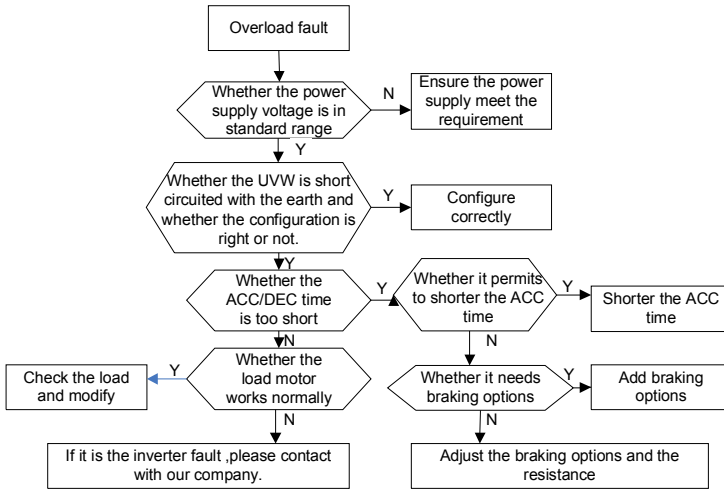 Overload fault
Whether the power
supply voltage is in
standard range
N
Ensure the power
supply meet the
requirement
Y
Whether the UVW is short
circuited with the earth and
whether the configuration is
right or not.
Y
Configure
correctly
Y
Whether the
ACC/DEC time
is too short
Y
Whether it permits
to shorter the ACC
time
Y
Shorter the ACC
time
N
N
Whether the
load motor
works normally
Y
Check the load
and modify
Whether it needs
braking options
Y
Add braking
options
N
N
If it is the inverter fault ,please contact
with our company.
Adjust the braking options and the
resistance